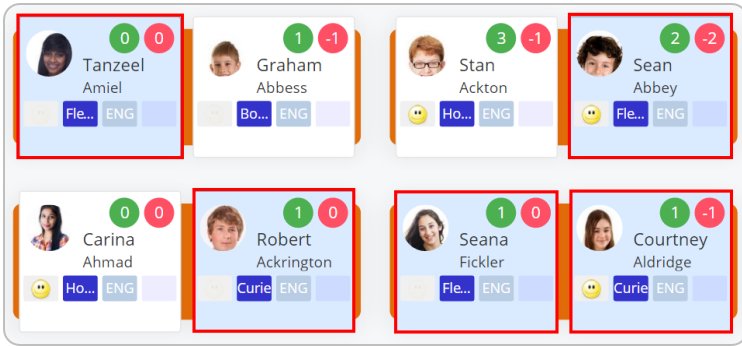 0 0
Tanzeel
Amiel
Fle... ENG
1 -1
Graham
Abbess
Bo... ENG
3 -1
Stan
Ackton
Ho... ENG
2 -2
Sean
Abbey
Fle... ENG
0 0
Carina
Ahmad
Ho... ENG
1 0
Robert
Ackrington
Curie ENG
1 0
Seana
Fickler
Fle... ENG
1 -1
Courtney
Aldridge
Curie ENG